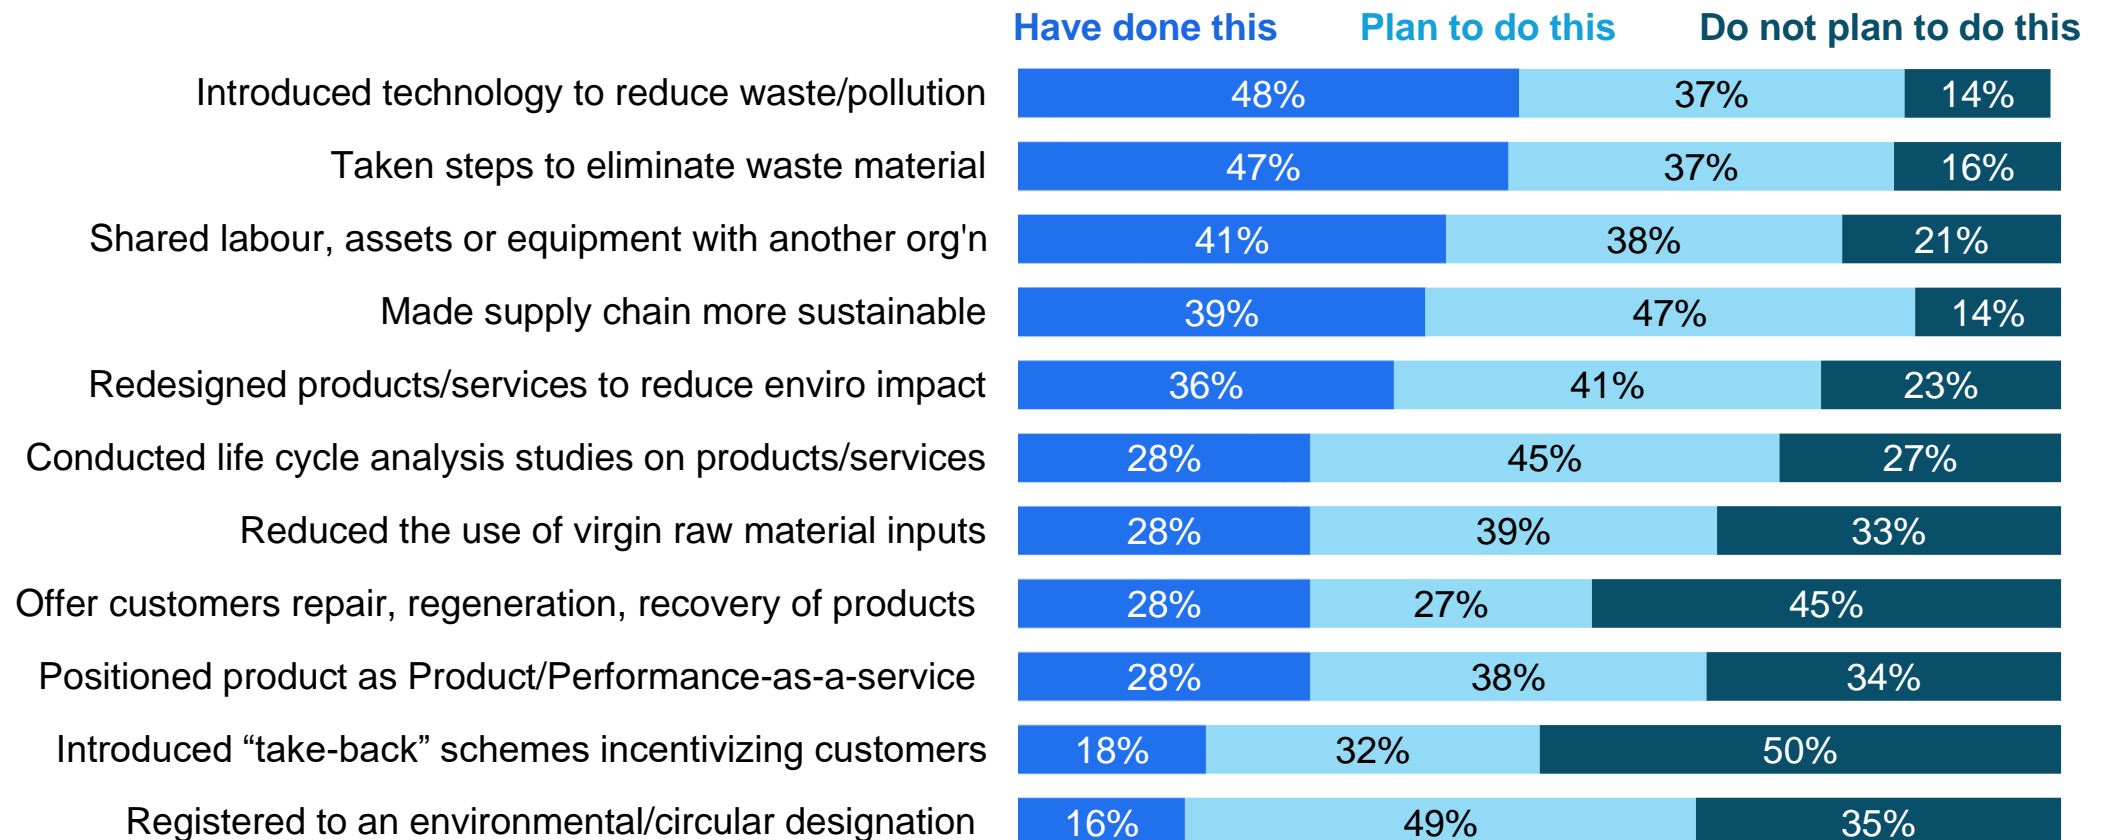 Have done this Plan to do this Do not plan to do this
Introduced technology to reduce waste/pollution 48% 37% 14%
Taken steps to eliminate waste material 47% 37% 16%
Shared labour, assets or equipment with another org'n 41% 38% 21%
Made supply chain more sustainable 39% 47% 14%
Redesigned products/services to reduce enviro impact 36% 41% 23%
Conducted life cycle analysis studies on products/services 28% 45% 27%
Reduced the use of virgin raw material inputs 28% 39% 33%
Offer customers repair, regeneration, recovery of products 28% 27% 45%
Positioned product as Product/Performance-as-a-service 28% 38% 34%
Introduced “take-back” schemes incentivizing customers 18% 32% 50%
Registered to an environmental/circular designation 16% 49% 35%